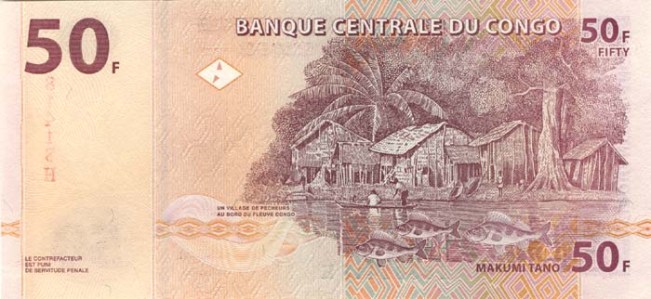 50F
BANQUE CENTRALE DU CONGO
50F
FIFTY
UN VILLAGE DE PECHEURS
AU BORD DU FLEUVE CONGO
LE CONTREFACTEUR
EST PUNI
DE SERVITUDE PENALE
MAKUMI TANO
50F